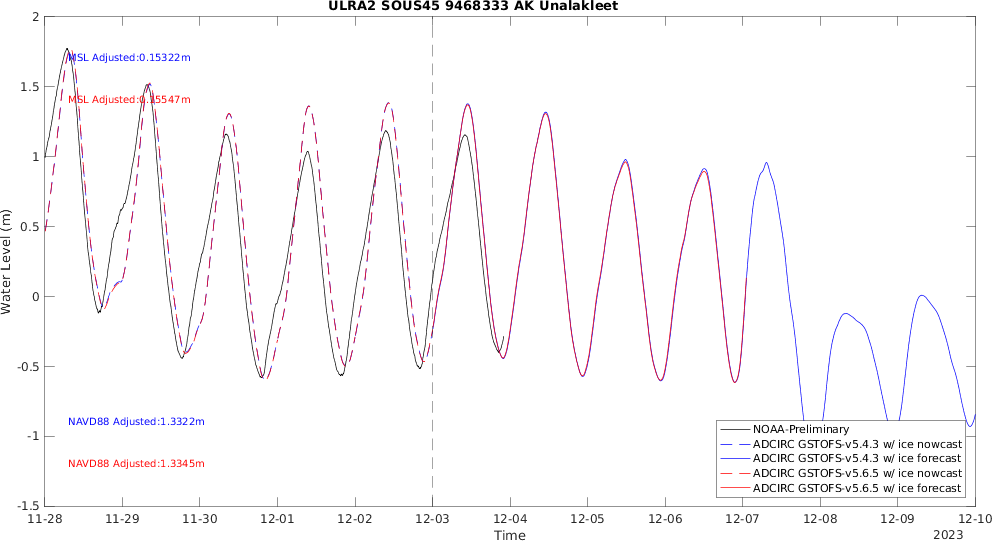 ULRA2 SOUS45 9468333 AK Unalakleet
2
1.5
1
0.5
0
-0.5
-1
-1.5
Water Level (m)
MSL Adjusted:0.15322m
MSL Adjusted:0.15547m
NAVD88 Adjusted:1.3322m
NAVD88 Adjusted:1.3345m
NOAA-Preliminary
ADCIRC GSTOFS-v5.4.3 w/ ice nowcast
ADCIRC GSTOFS-v5.4.3 w/ ice forecast
ADCIRC GSTOFS-v5.6.5 w/ ice nowcast
ADCIRC GSTOFS-v5.6.5 w/ ice forecast
11-28 11-29 11-30 12-01 12-02 12-03 12-04 12-05 12-06 12-07 12-08 12-09 12-10
Time
2023